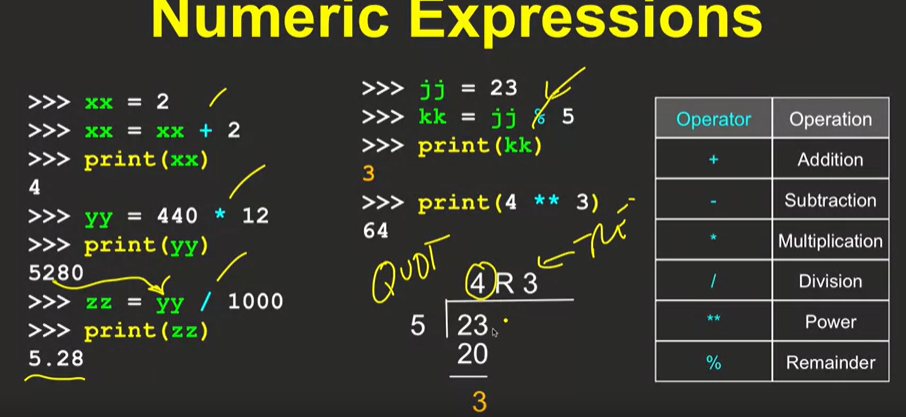 Numeric Expressions
>>> xx = 2
>>> xx = xx + 2
>>> print(xx)
4
>>> yy = 440 * 12
>>> print(yy)
5280
>>> zz = yy / 1000
>>> print(zz)
5.28
>>> jj = 23
>>> kk = jj % 5
>>> print(kk)
3
>>> print(4 ** 3)
64
QUOT
4 R 3
5 23
20
3
Operator Operation
+ Addition
- Subtraction
* Multiplication
/ Division
** Power
% Remainder